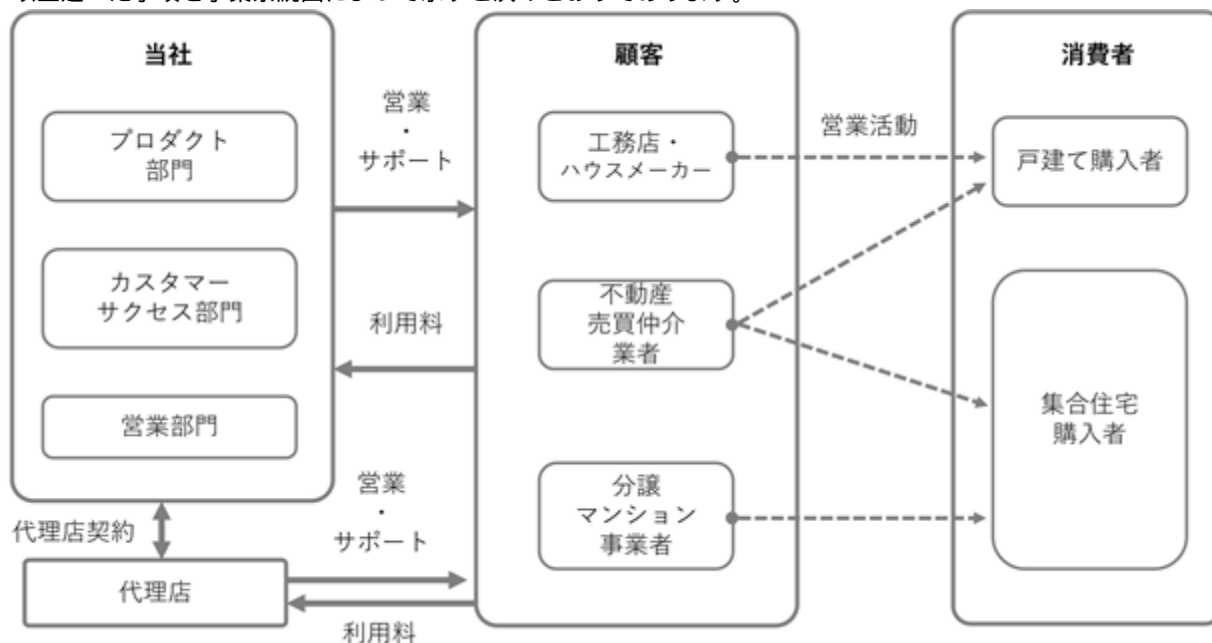 当社
プロダクト
部門
カスタマー
サクセス部門
営業部門
代理店契約
代理店
営業
・
サポート
利用料
営業
・
サポート
利用料
顧客
工務店・
ハウスメーカー
不動産
売買仲介
業者
分譲
マンション
事業者
営業活動
消費者
戸建て購入者
集合住宅
購入者